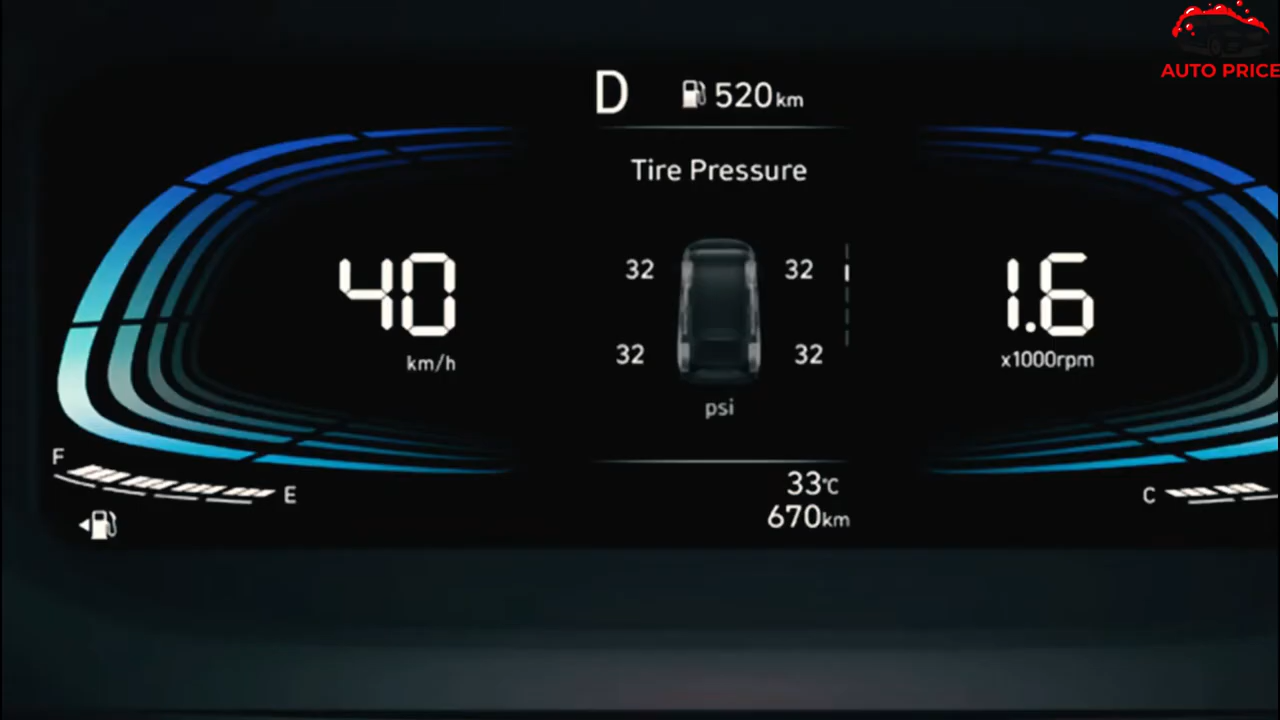 AUTO PRICE
D 520km
Tire Pressure
32 32
40 1.6
km/h x1000rpm
32 32
psi
F
E
C
33°C
670km